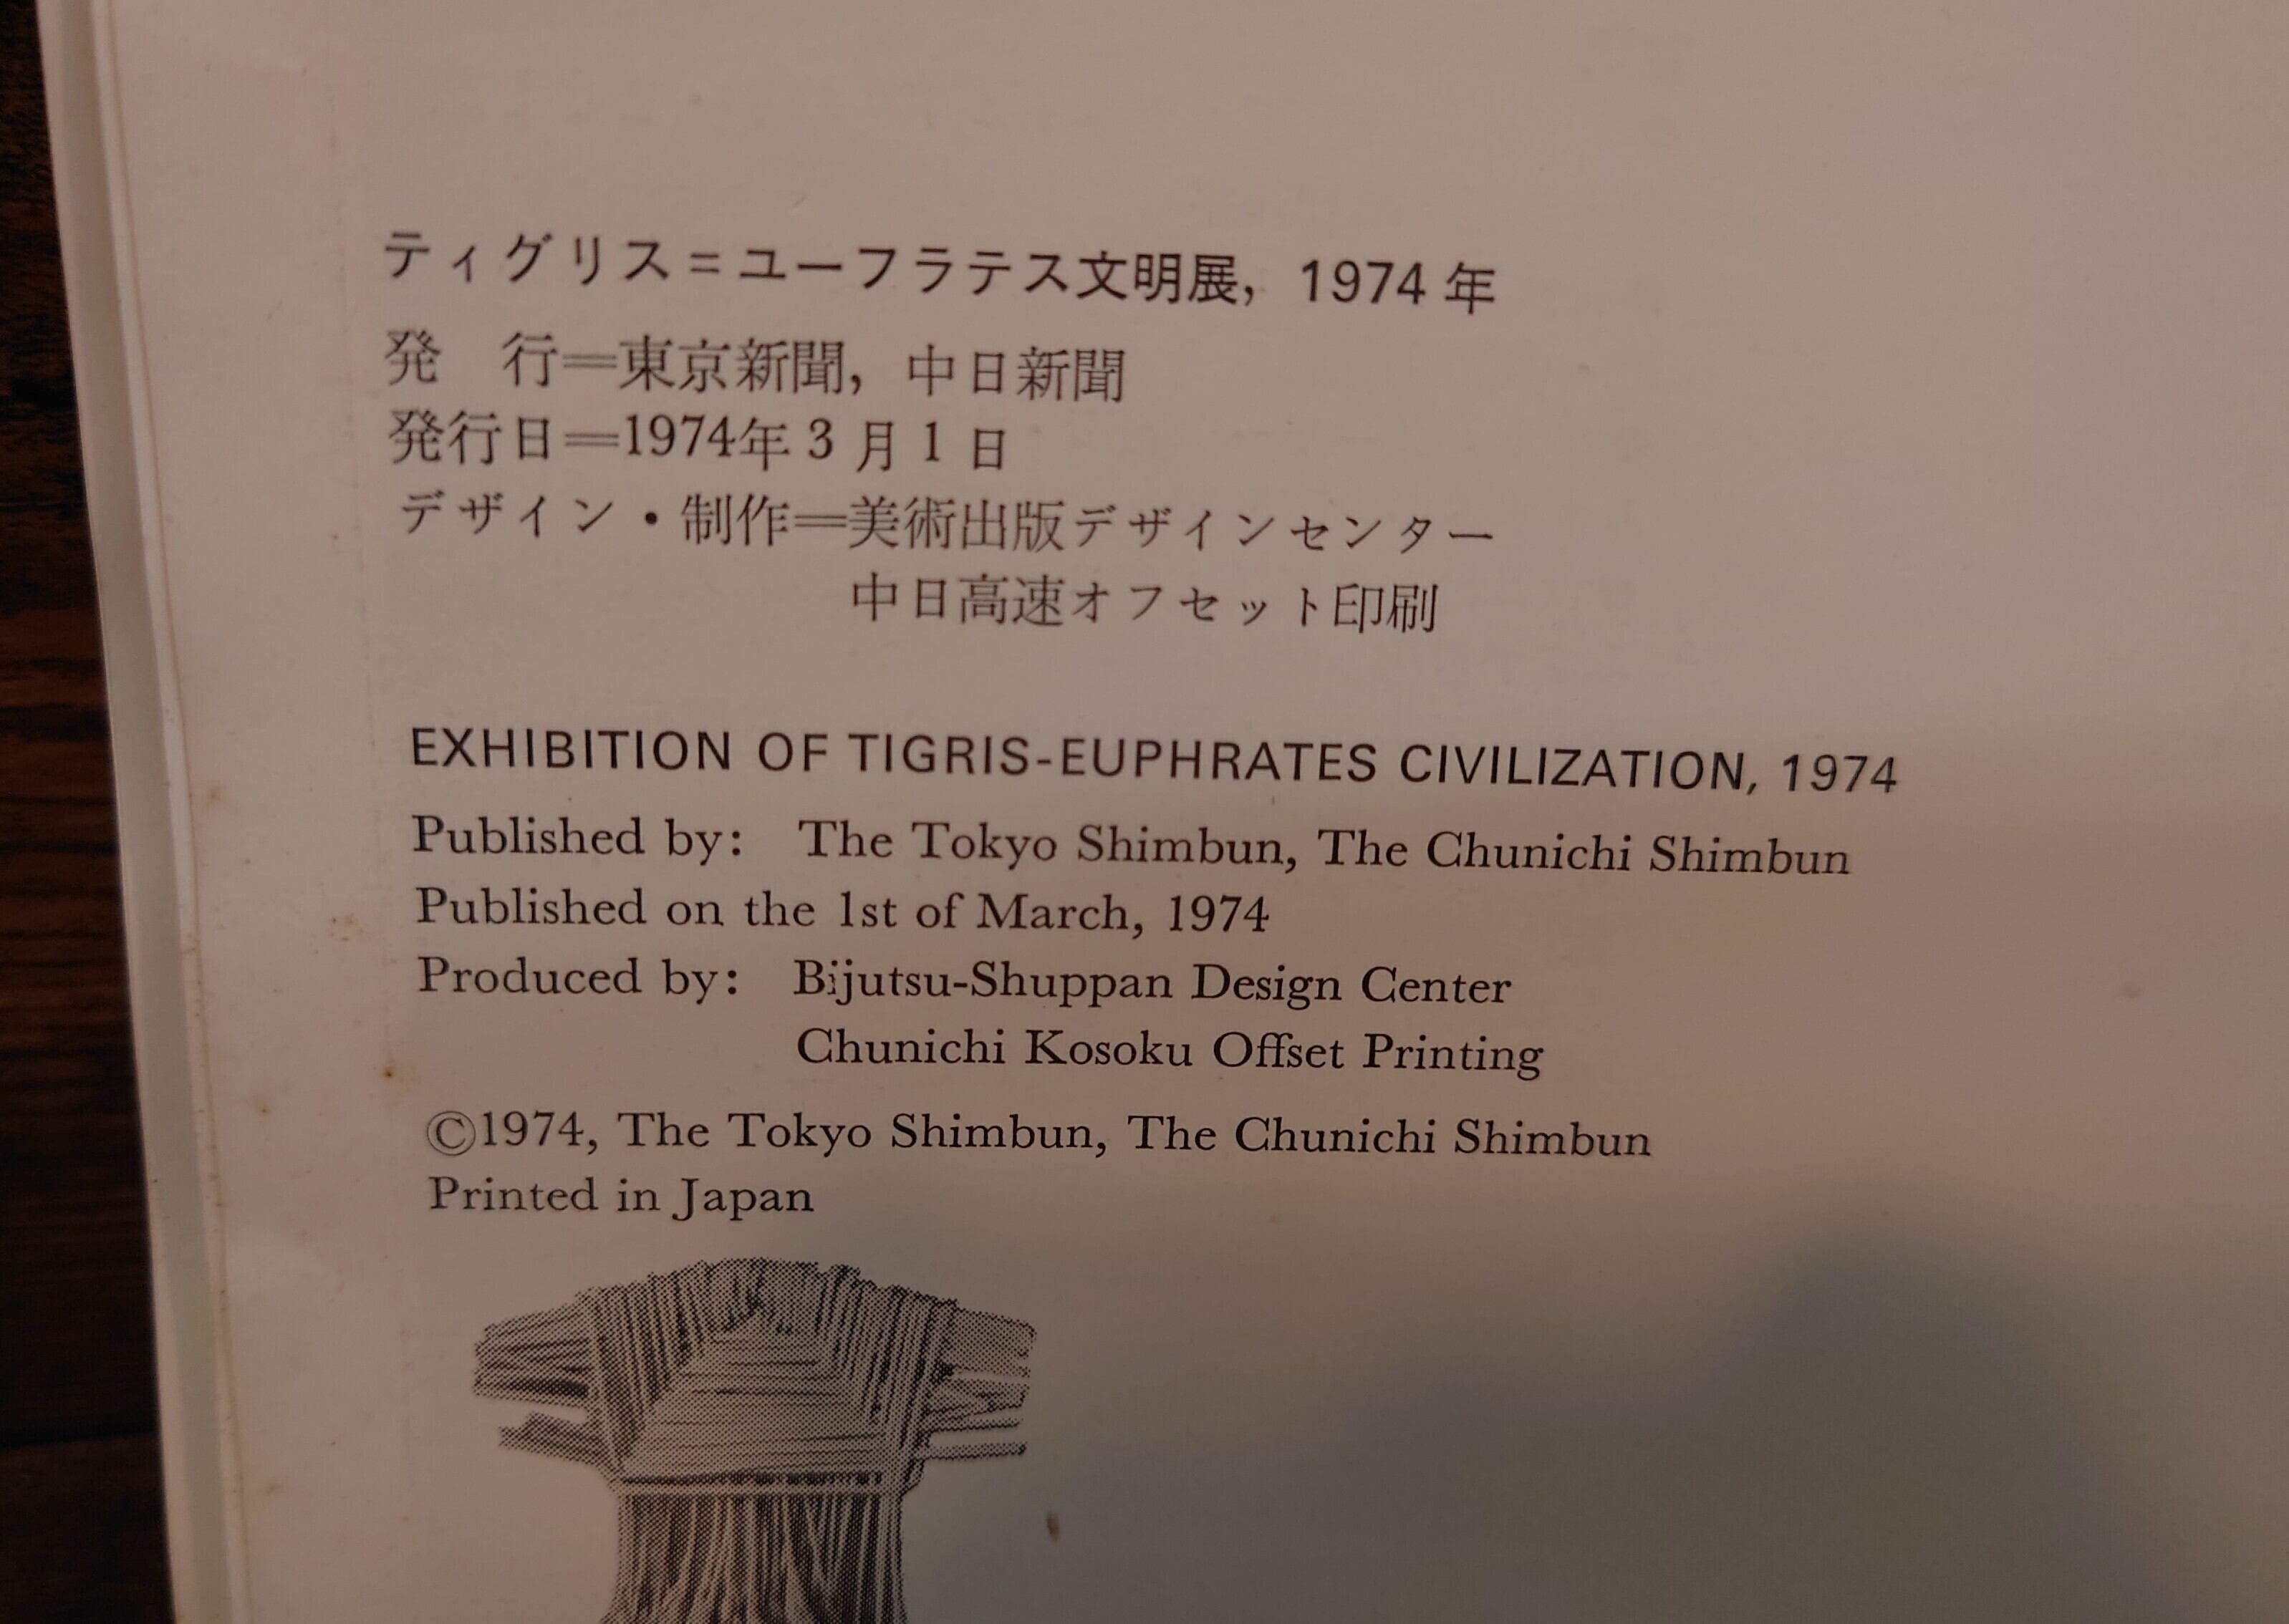 ティグリス=ユーフラテス文明展, 1974年
発　行＝東京新聞, 中日新聞
発行日＝1974年3月1日
デザイン・制作＝美術出版デザインセンター
中日高速オフセット印刷
EXHIBITION OF TIGRIS-EUPHRATES CIVILIZATION, 1974
Published by: The Tokyo Shimbun, The Chunichi Shimbun
Published on the 1st of March, 1974
Produced by: Bijutsu-Shuppan Design Center
Chunichi Kosoku Offset Printing
©1974, The Tokyo Shimbun, The Chunichi Shimbun
Printed in Japan